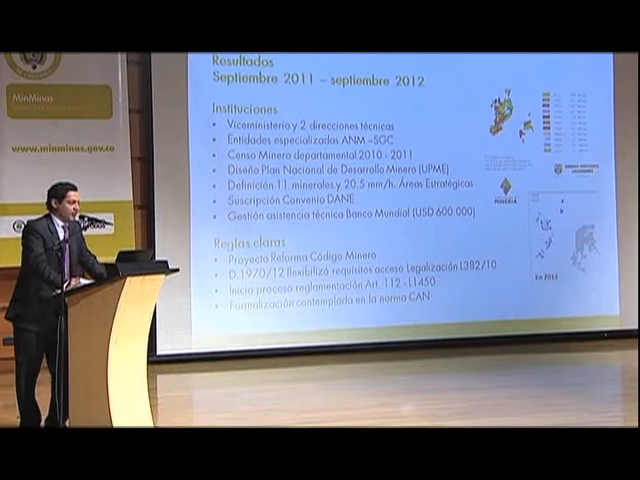 MinMinas
www.minminas.gov.co
Resultados
Septiembre 2011 – septiembre 2012
Instituciones
• Viceministerio y 2 direcciones técnicas
• Entidades especializadas ANM –SGC
• Censo Minero departamental 2010 - 2011
• Diseño Plan Nacional de Desarrollo Minero (UPME)
• Definición 11 minerales y 20.5 mm/h. Áreas Estratégicas
• Suscripción Convenio DANE
• Gestión asistencia técnica Banco Mundial (USD 600.000)
Reglas claras
• Proyecto Reforma Código Minero
• D.1970/12 flexibilizó requisitos acceso Legalización L382/10
• Inicio proceso reglamentación Art. 112 - L1450
• Formalización contemplada en la norma CAN
En 2012